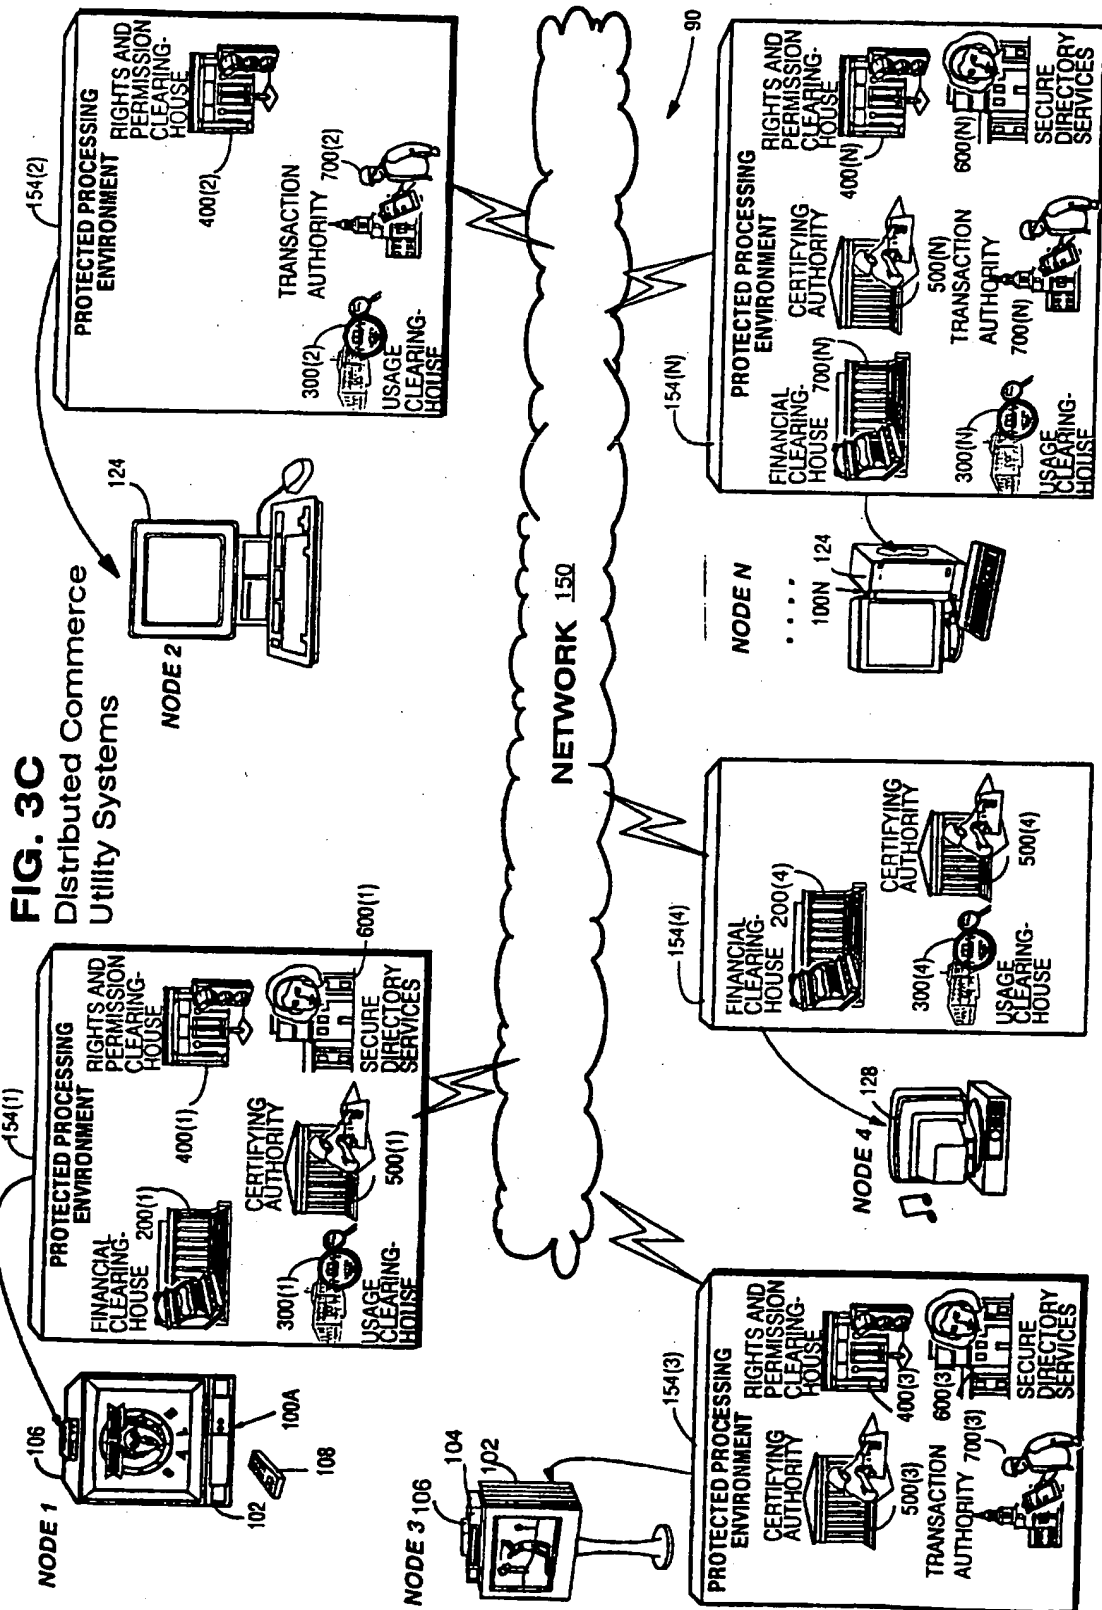 FIG. 3C
Distributed Commerce
Utility Systems
NODE 1
106
102
100A
108
154(1)
PROTECTED PROCESSING
ENVIRONMENT
FINANCIAL
CLEARING-
HOUSE
200(1)
RIGHTS AND
PERMISSION
CLEARING-
HOUSE
400(1)
300(1)
USAGE
CLEARING-
HOUSE
CERTIFYING
AUTHORITY
500(1)
600(1)
SECURE
DIRECTORY
SERVICES
NODE 2
124
154(2)
PROTECTED PROCESSING
ENVIRONMENT
RIGHTS AND
PERMISSION
CLEARING-
HOUSE
400(2)
300(2)
USAGE
CLEARING-
HOUSE
TRANSACTION
AUTHORITY
700(2)
NETWORK 150
90
NODE 3
106
104
102
154(3)
PROTECTED PROCESSING
ENVIRONMENT
CERTIFYING
AUTHORITY
500(3)
RIGHTS AND
PERMISSION
CLEARING-
HOUSE
400(3)
TRANSACTION
AUTHORITY
700(3)
600(3)
SECURE
DIRECTORY
SERVICES
NODE 4
128
154(4)
FINANCIAL
CLEARING-
HOUSE
200(4)
300(4)
USAGE
CLEARING-
HOUSE
CERTIFYING
AUTHORITY
500(4)
NODE N
. . . .
100N
124
154(N)
PROTECTED PROCESSING
ENVIRONMENT
FINANCIAL
CLEARING-
HOUSE
700(N)
CERTIFYING
AUTHORITY
500(N)
RIGHTS AND
PERMISSION
CLEARING-
HOUSE
400(N)
300(N)
USAGE
CLEARING-
HOUSE
TRANSACTION
AUTHORITY
700(N)
600(N)
SECURE
DIRECTORY
SERVICES